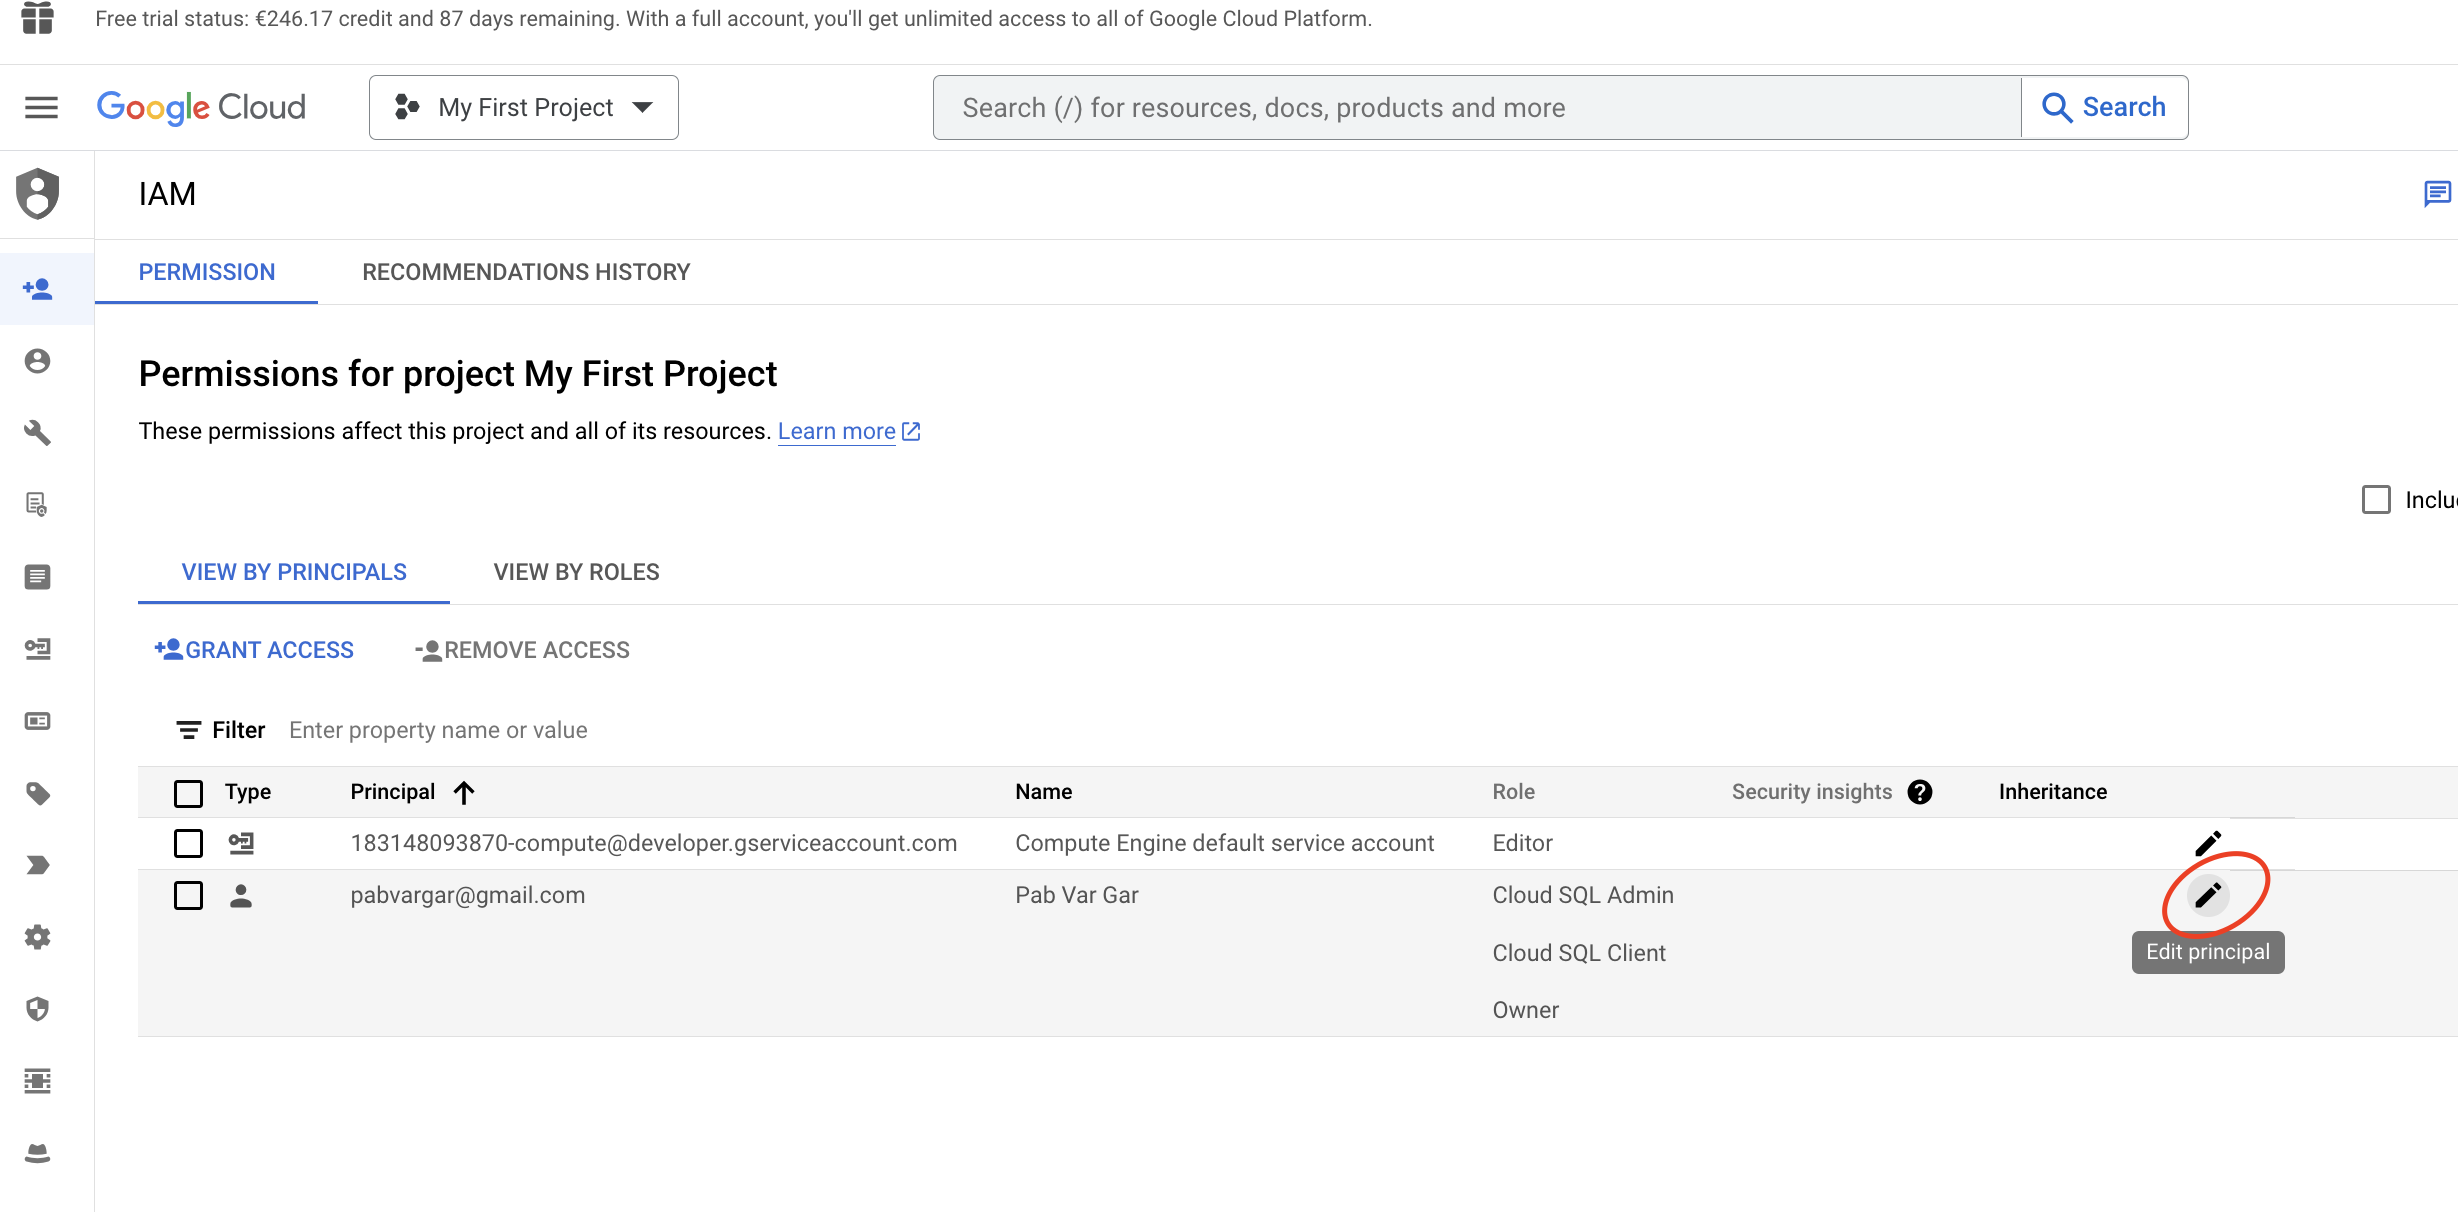 Free trial status: €246.17 credit and 87 days remaining. With a full account, you'll get unlimited access to all of Google Cloud Platform.
Google Cloud
My First Project
Search (/) for resources, docs, products and more
Search
IAM
PERMISSION
RECOMMENDATIONS HISTORY
Permissions for project My First Project
These permissions affect this project and all of its resources. Learn more
VIEW BY PRINCIPALS
VIEW BY ROLES
GRANT ACCESS
REMOVE ACCESS
Filter Enter property name or value
Type Principal Name Role Security insights Inheritance
183148093870-compute@developer.gserviceaccount.com Compute Engine default service account Editor
pabvargar@gmail.com Pab Var Gar Cloud SQL Admin
Cloud SQL Client
Edit principal
Owner